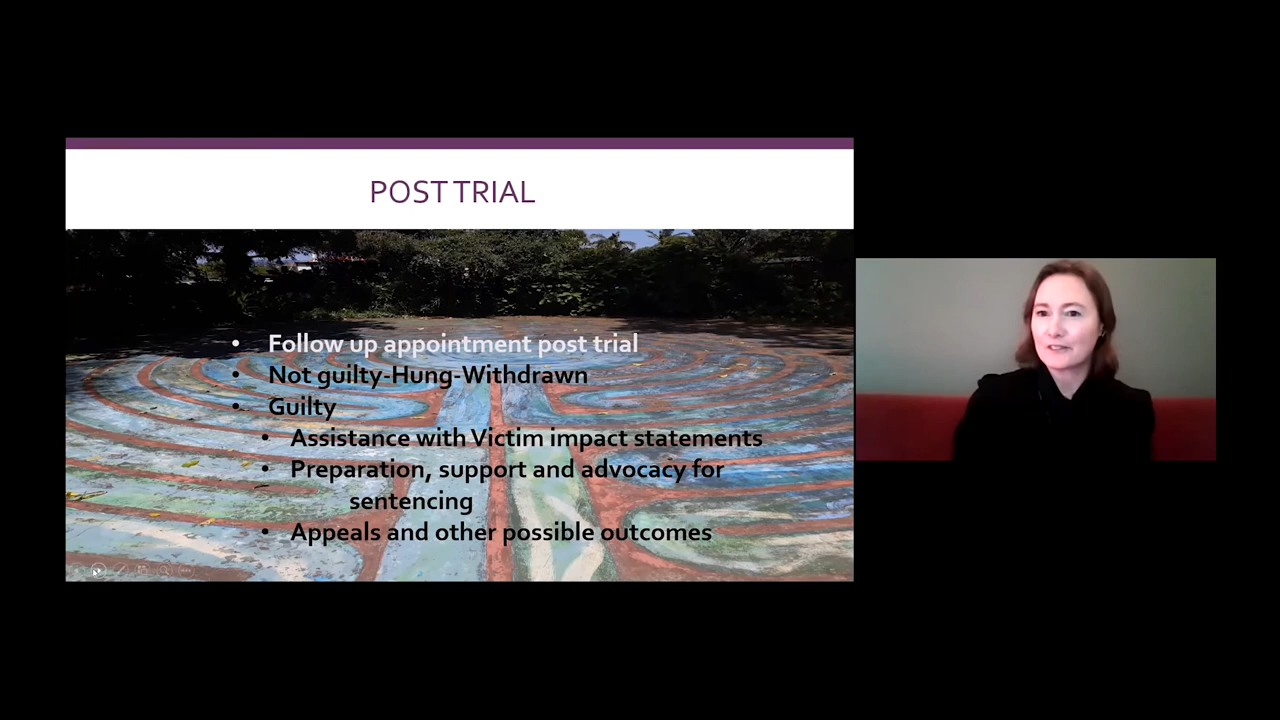 POST TRIAL
• Follow up appointment post trial
• Not guilty-Hung-Withdrawn
• Guilty
• Assistance with Victim impact statements
• Preparation, support and advocacy for
sentencing
• Appeals and other possible outcomes